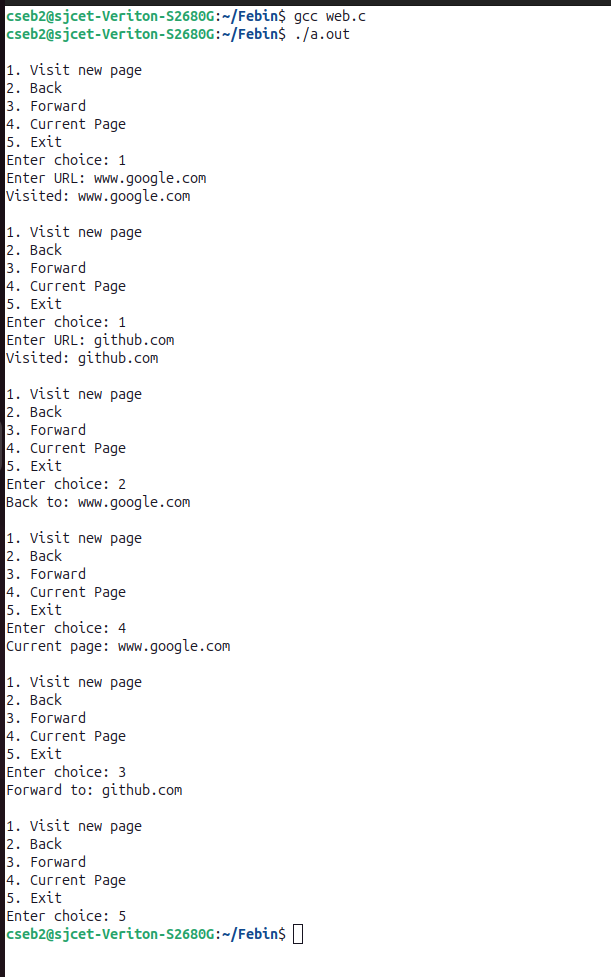 cseb2@sjcet-Veriton-S2680G:~/Febin$ gcc web.c
cseb2@sjcet-Veriton-S2680G:~/Febin$ ./a.out
1. Visit new page
2. Back
3. Forward
4. Current Page
5. Exit
Enter choice: 1
Enter URL: www.google.com
Visited: www.google.com
1. Visit new page
2. Back
3. Forward
4. Current Page
5. Exit
Enter choice: 1
Enter URL: github.com
Visited: github.com
1. Visit new page
2. Back
3. Forward
4. Current Page
5. Exit
Enter choice: 2
Back to: www.google.com
1. Visit new page
2. Back
3. Forward
4. Current Page
5. Exit
Enter choice: 4
Current page: www.google.com
1. Visit new page
2. Back
3. Forward
4. Current Page
5. Exit
Enter choice: 3
Forward to: github.com
1. Visit new page
2. Back
3. Forward
4. Current Page
5. Exit
Enter choice: 5
cseb2@sjcet-Veriton-S2680G:~/Febin$